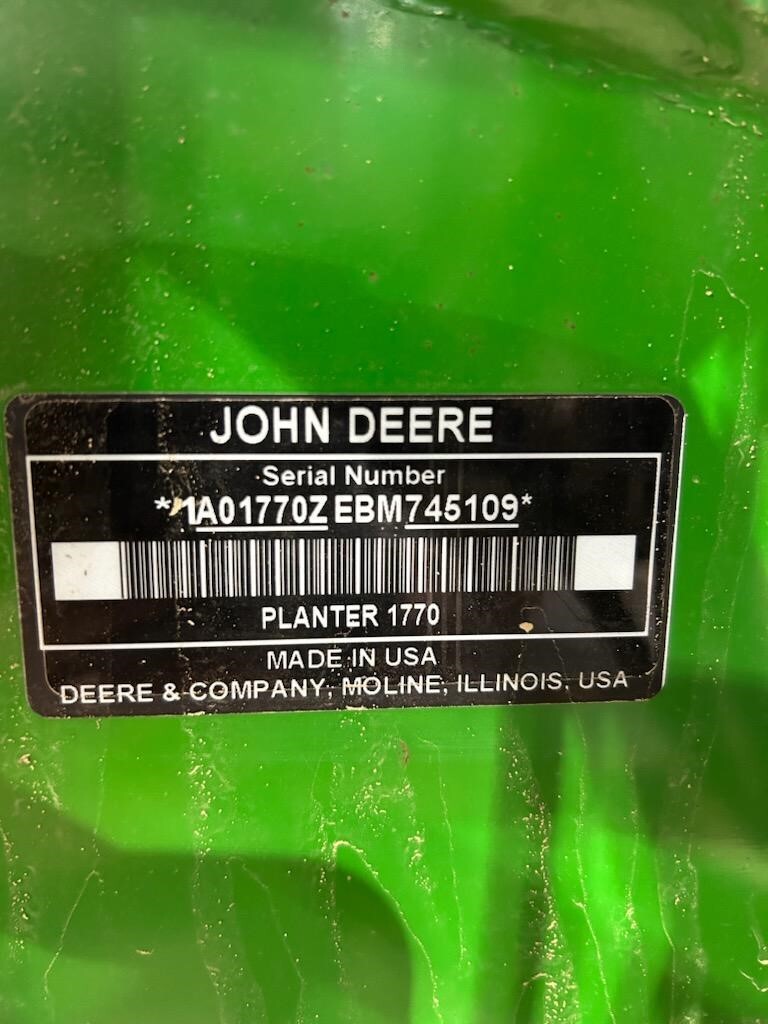 JOHN DEERE
Serial Number
*1A01770ZEBM745109*
PLANTER 1770
MADE IN USA
DEERE & COMPANY, MOLINE, ILLINOIS, USA